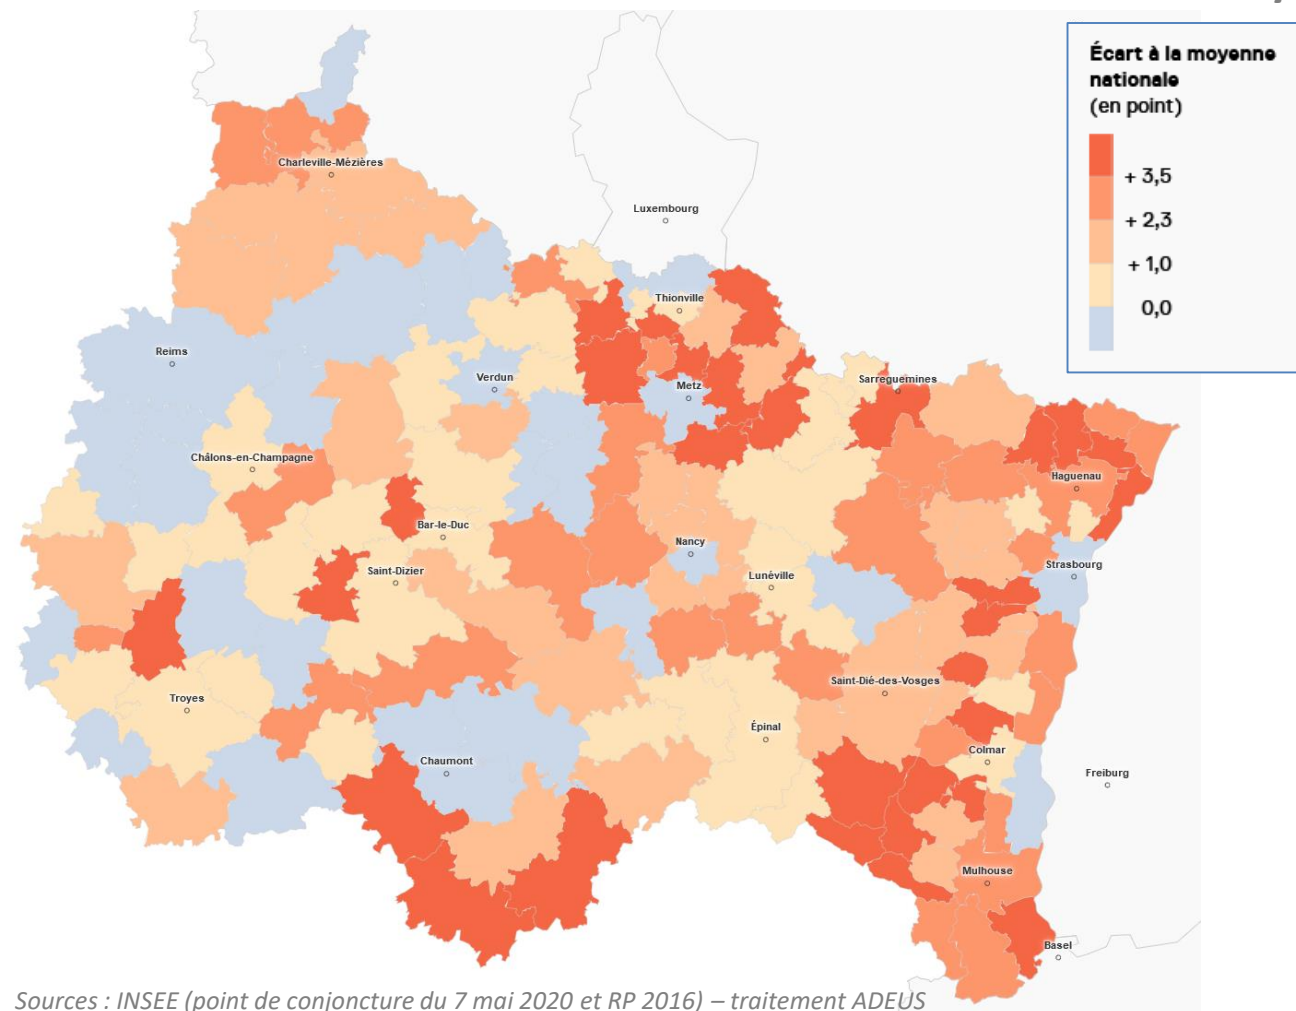 Écart à la moyenne
nationale
(en point)
+ 3,5
+ 2,3
+ 1,0
0,0
Charleville-Mézières
Luxembourg
Thionville
Reims
Verdun
Metz
Sarreguemines
Châlons-en-Champagne
Haguenau
Bar-le-Duc
Nancy
Saint-Dizier
Lunéville
Strasbourg
Saint-Dié-des-Vosges
Troyes
Épinal
Colmar
Chaumont
Freiburg
Mulhouse
Basel
Sources : INSEE (point de conjoncture du 7 mai 2020 et RP 2016) – traitement ADEUS